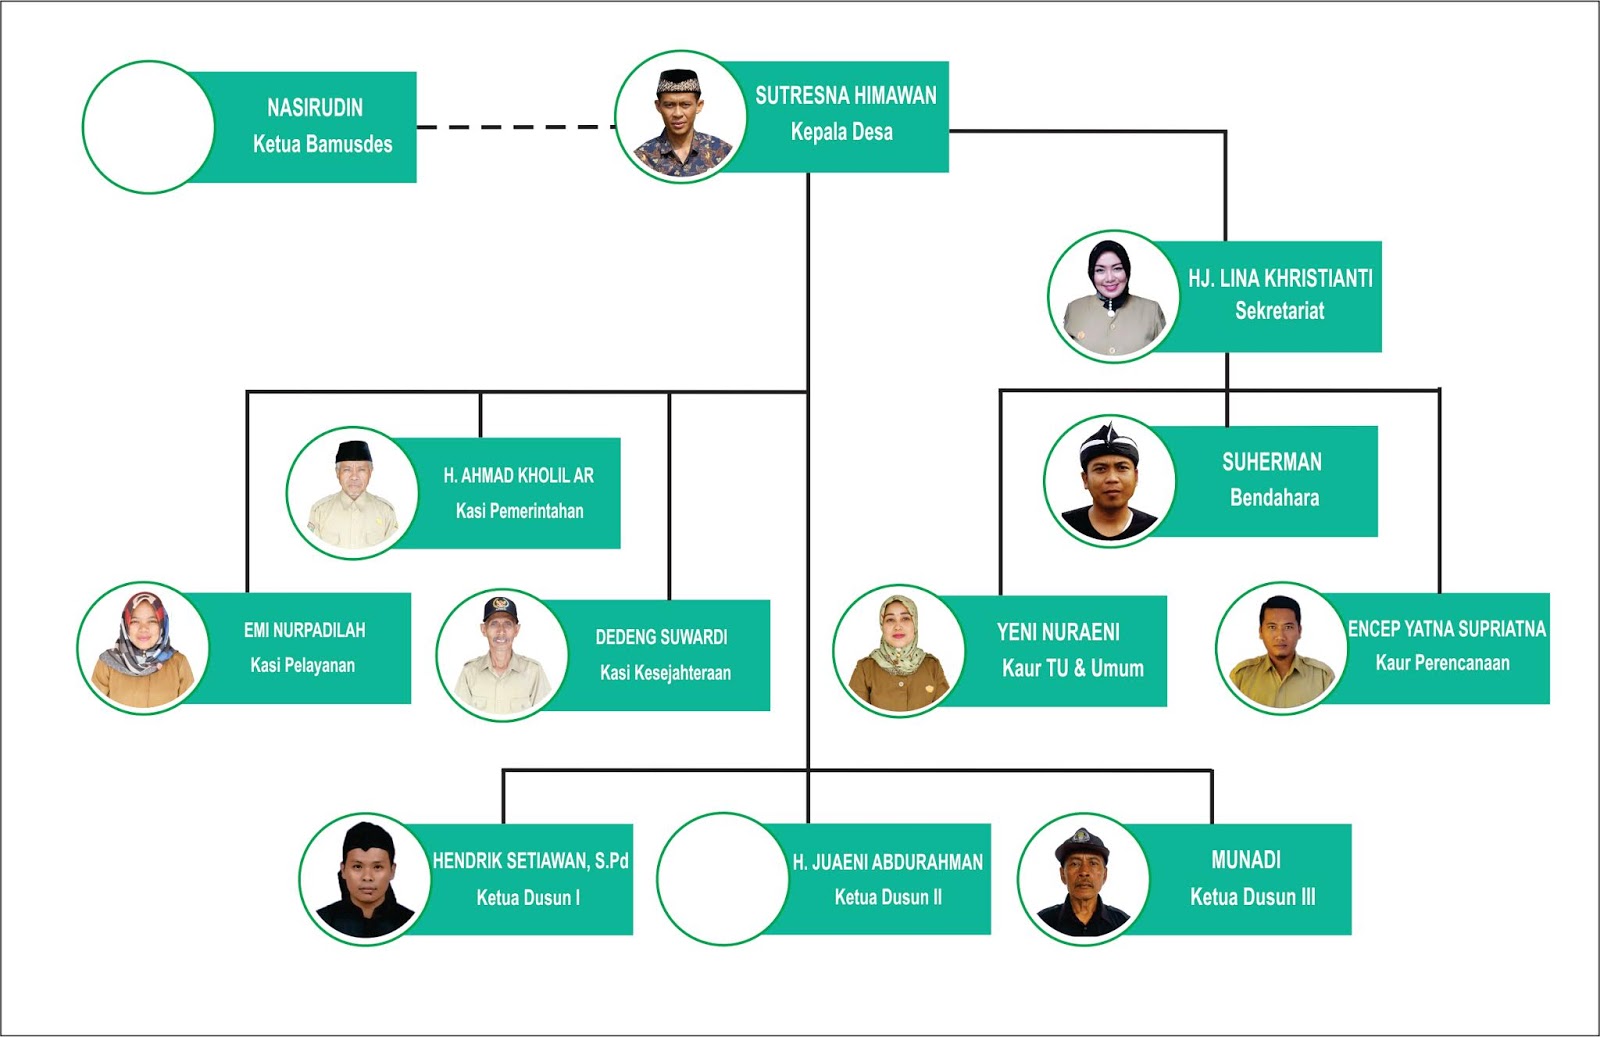 NASIRUDIN
Ketua Bamusdes
SUTRESNA HIMAWAN
Kepala Desa
HJ. LINA KHRISTIANTI
Sekretariat
H. AHMAD KHOLIL AR
Kasi Pemerintahan
SUHERMAN
Bendahara
EMI NURPADILAH
Kasi Pelayanan
DEDENG SUWARDI
Kasi Kesejahteraan
YENI NURAENI
Kaur TU & Umum
ENCEP YATNA SUPRIATNA
Kaur Perencanaan
HENDRIK SETIAWAN, S.Pd
Ketua Dusun I
H. JUAENI ABDURAHMAN
Ketua Dusun II
MUNADI
Ketua Dusun III